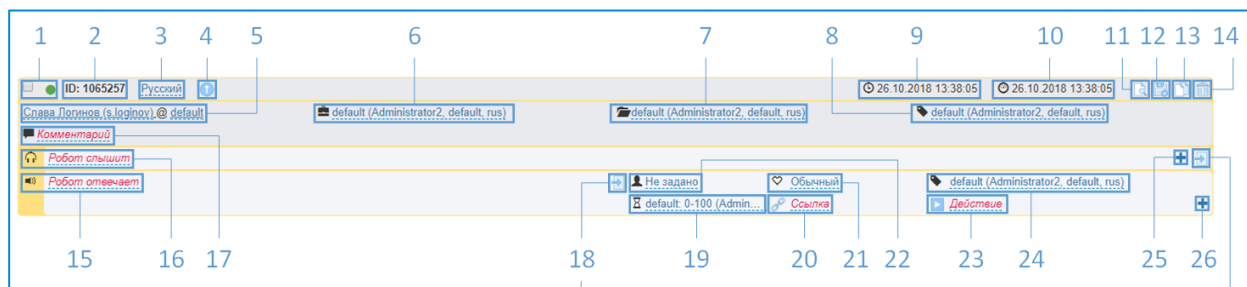 1 2 3 4 5 6 7 8 9 10 11 12 13 14
ID: 1065257 Русский 26.10.2018 13:38:05 26.10.2018 13:38:05
Слава Логинов (s.loginov) @ default default (Administrator2, default, rus) default (Administrator2, default, rus) default (Administrator2, default, rus)
Комментарий
Робот слышит
Робот отвечает Не задано Обычный default (Administrator2, default, rus)
default: 0-100 (Admin... Ссылка Действие
15 16 17 18 19 20 21 22 23 24 25 26